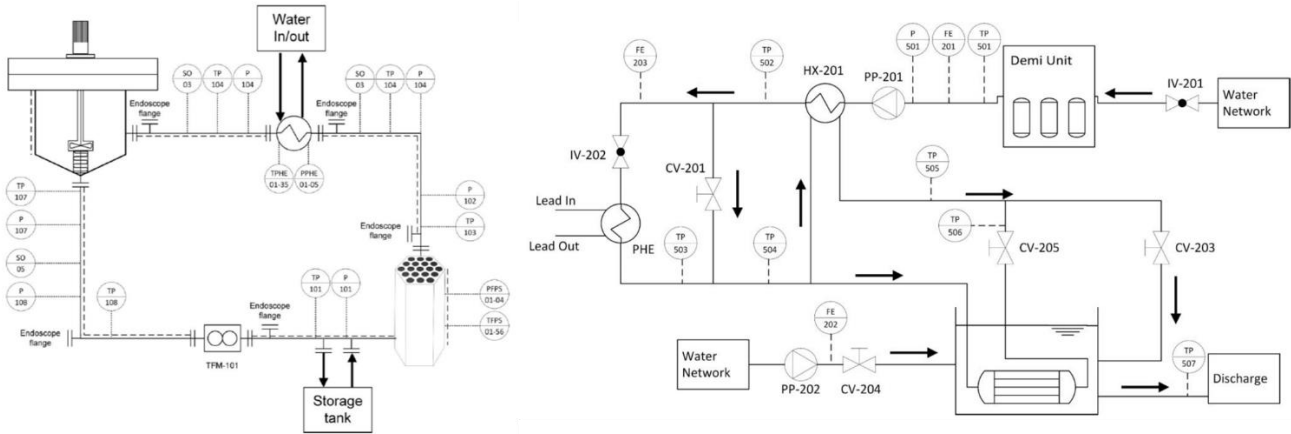 Water
In/out
SO
03
TP
104
P
104
SO
03
TP
104
P
104
Endoscope
flange
Endoscope
flange
TPHE
01-35
PPHE
01-05
TP
107
P
107
SO
05
P
108
TP
108
P
102
TP
103
Endoscope
flange
TP
101
P
101
PFPS
01-04
TFPS
01-56
Endoscope
flange
Endoscope
flange
TFM-101
Storage
tank
FE
203
TP
502
HX-201
PP-201
P
501
FE
201
TP
501
Demi Unit
IV-201
Water
Network
IV-202
CV-201
TP
505
Lead In
Lead Out
PHE
TP
503
TP
504
TP
506
CV-205
CV-203
FE
202
Water
Network
PP-202
CV-204
TP
507
Discharge